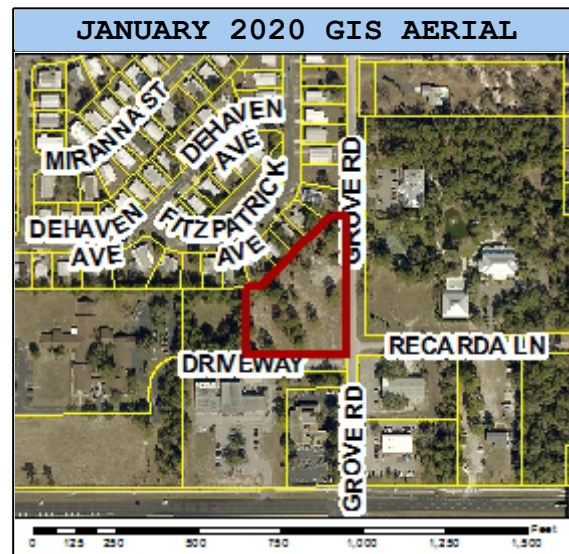 JANUARY 2020 GIS AERIAL
MIRANNA ST
DEHAVEN
AVE
GROVE RD
FITZPATRICK
AVE
DEHAVEN
AVE
RECARDA LN
DRIVEWAY
GROVE RD
Feet
0 125 250 500 750 1,000 1,250 1,500